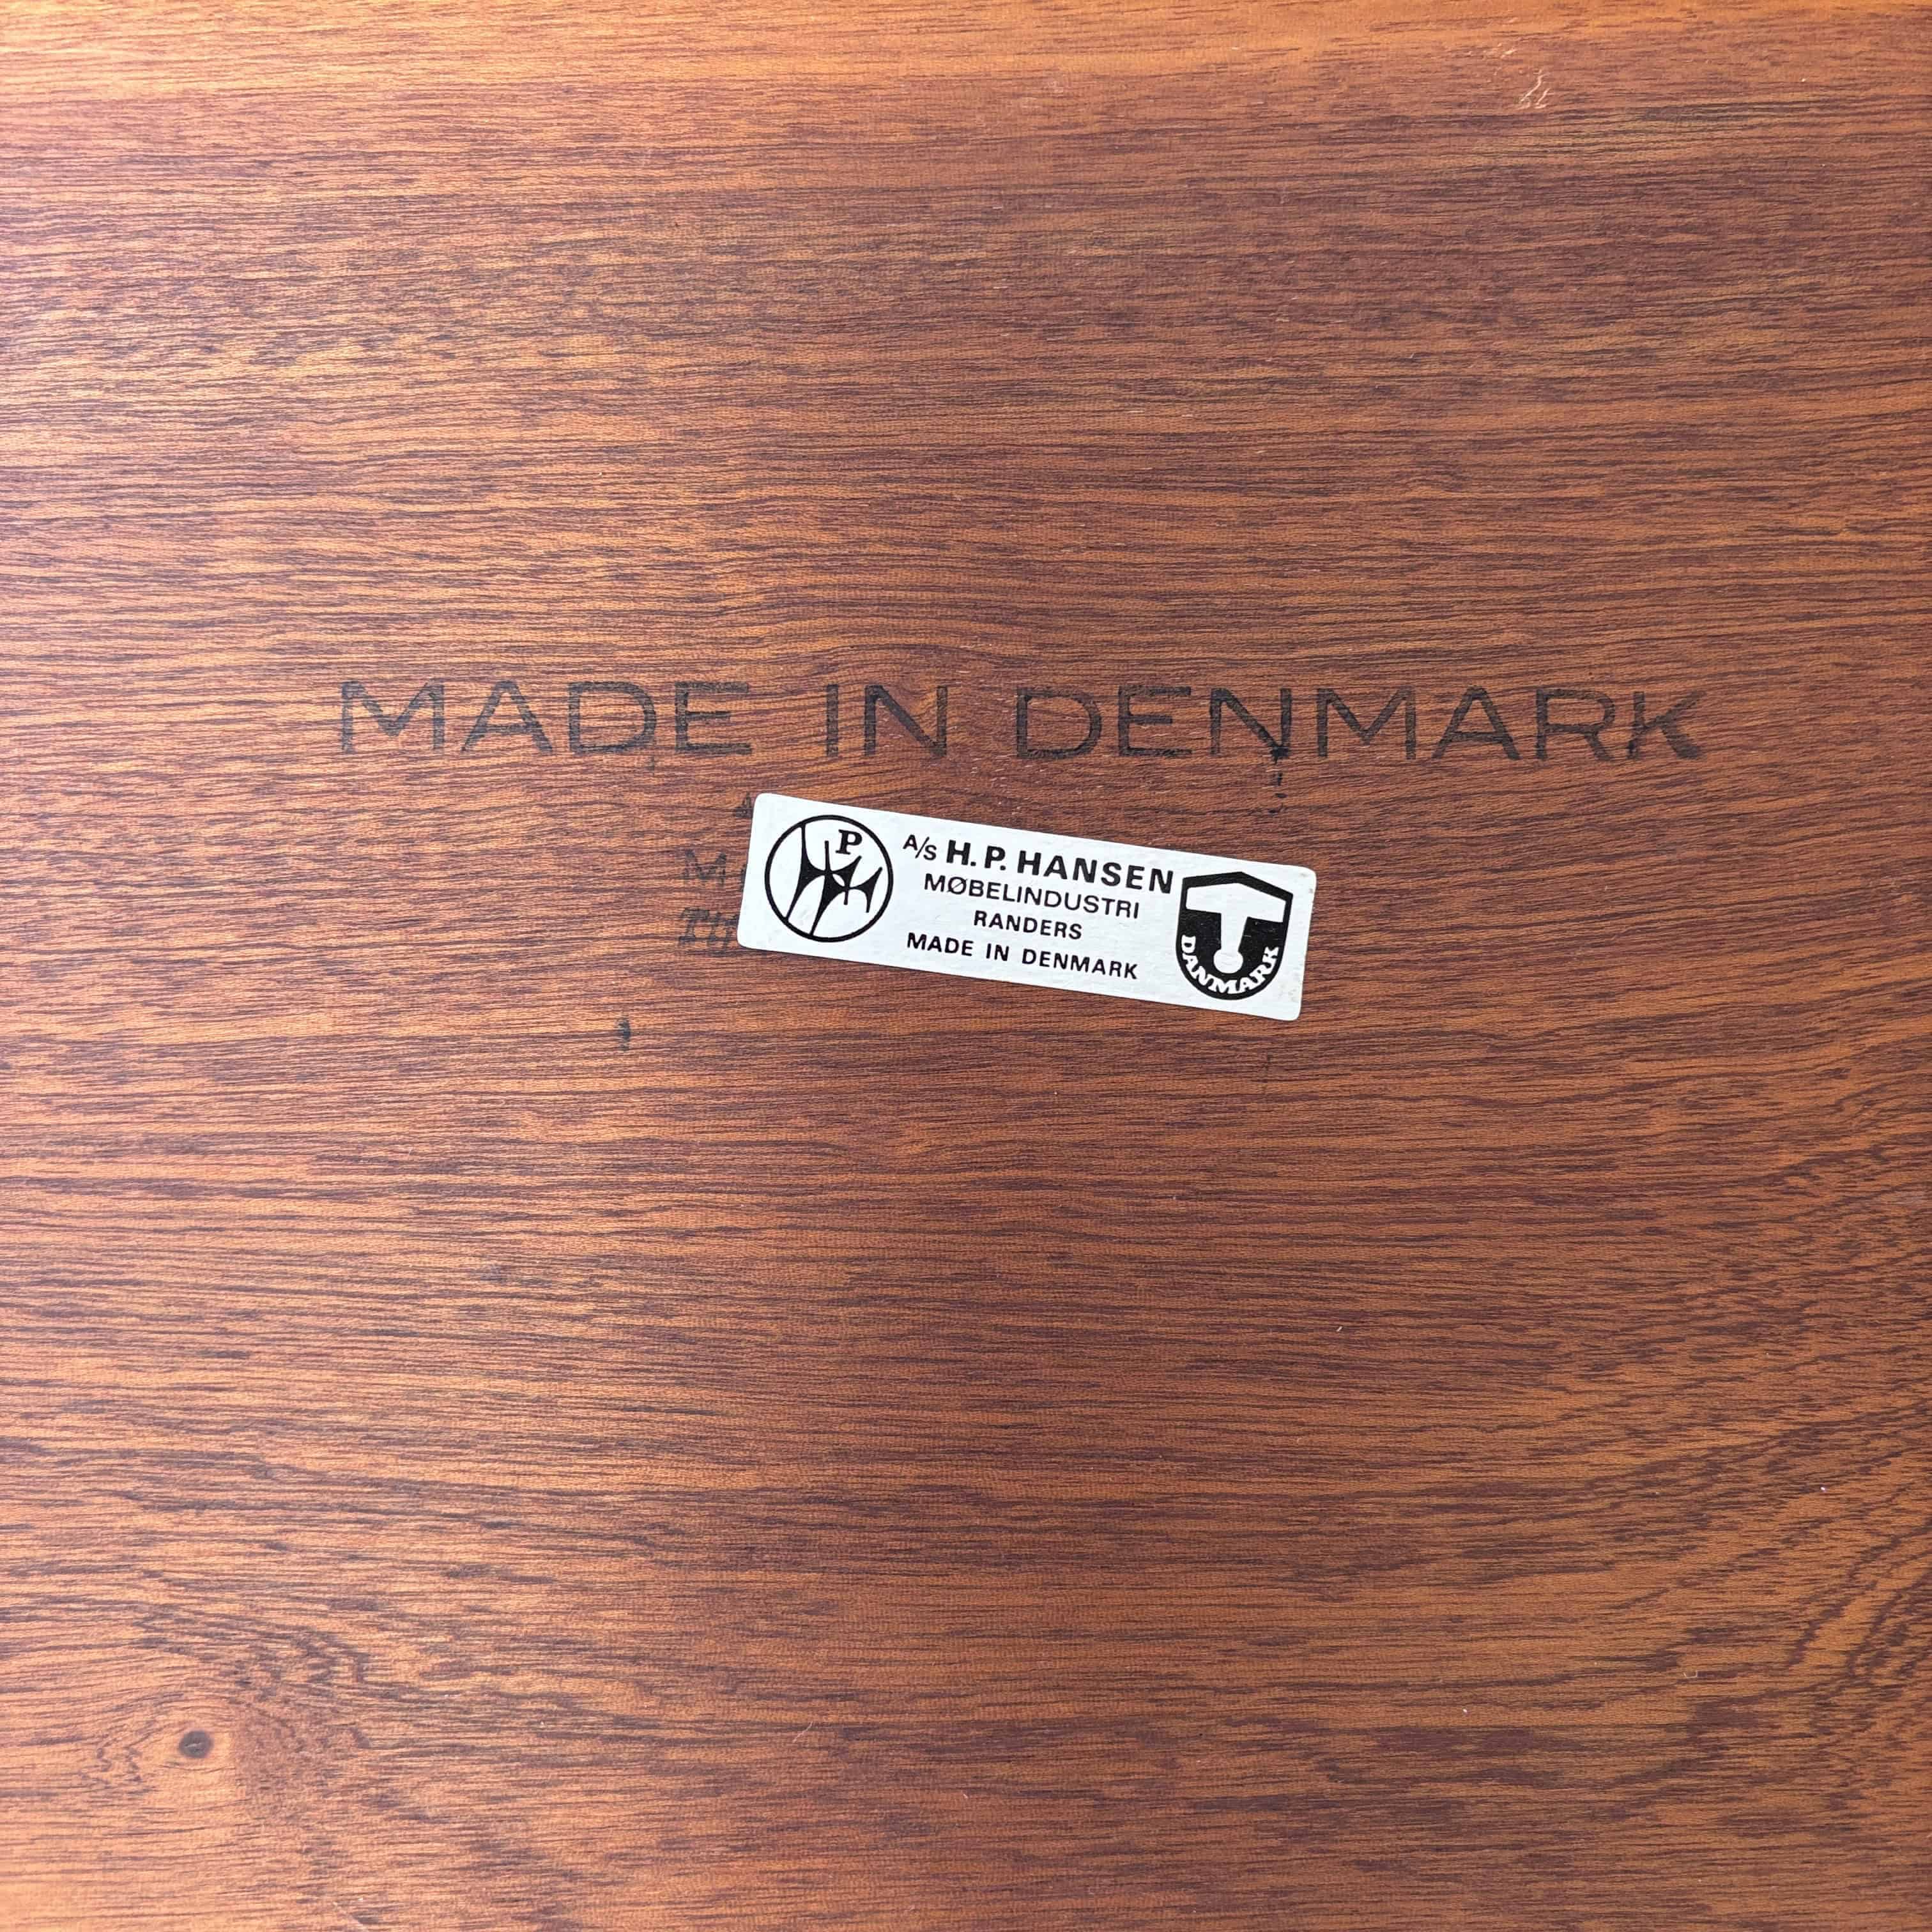 MADE IN DENMARK
P
A/S H. P. HANSEN
MØBELINDUSTRI
RANDERS
MADE IN DENMARK
DANMARK